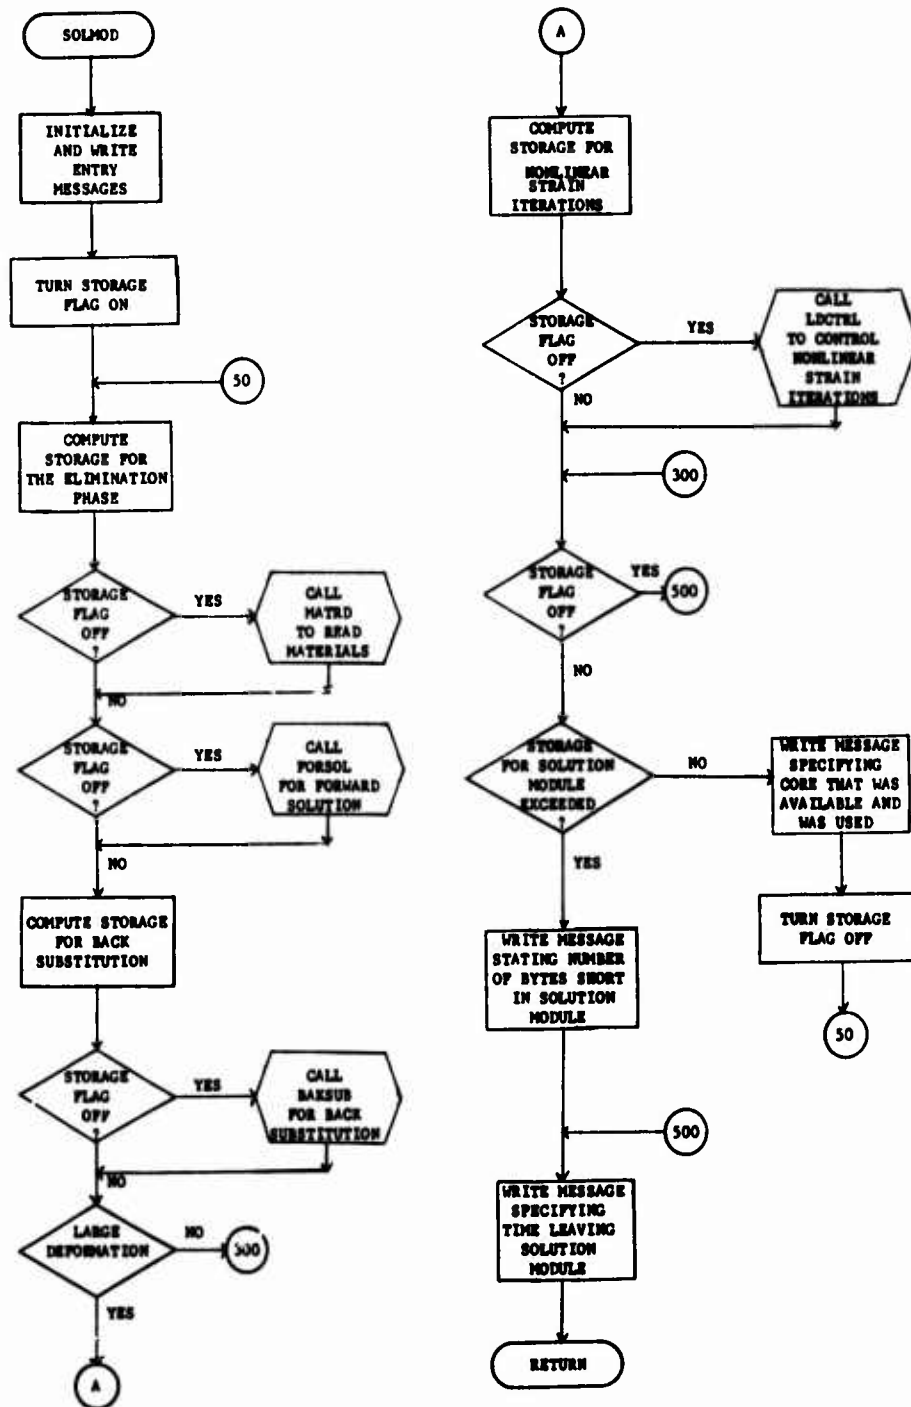 SOLMOD
INITIALIZE
AND WRITE
ENTRY
MESSAGES
TURN STORAGE
FLAG ON
50
COMPUTE
STORAGE FOR
THE ELIMINATION
PHASE
STORAGE
FLAG
OFF
?
YES
CALL
MATRD
TO READ
MATERIALS
NO
STORAGE
FLAG
OFF
?
YES
CALL
FORSOL
FOR FORWARD
SOLUTION
NO
COMPUTE STORAGE
FOR BACK
SUBSTITUTION
STORAGE
FLAG
OFF
?
YES
CALL
BAKSUB
FOR BACK
SUBSTITUTION
NO
LARGE
DEFORMATION
NO
YES
A
A
COMPUTE
STORAGE FOR
NONLINEAR
STRAIN
ITERATIONS
STORAGE
FLAG
OFF
?
YES
CALL
LDCTRL
TO CONTROL
NONLINEAR
STRAIN
ITERATIONS
NO
300
STORAGE
FLAG
OFF
?
YES
500
NO
STORAGE
FOR SOLUTION
MODULE
EXCEEDED
?
NO
WRITE MESSAGE
SPECIFYING
CORE THAT WAS
AVAILABLE AND
WAS USED
YES
TURN STORAGE
FLAG OFF
50
WRITE MESSAGE
STATING NUMBER
OF BYTES SHORT
IN SOLUTION
MODULE
500
WRITE MESSAGE
SPECIFYING
TIME LEAVING
SOLUTION
MODULE
RETURN